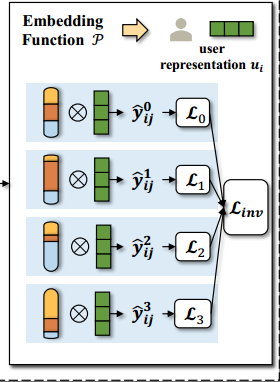 Embedding
Function 𝒫
user
representation 𝒖ᵢ
⊗ ŷ⁰ᵢⱼ ℒ₀
⊗ ŷ¹ᵢⱼ ℒ₁
ℒᵢₙᵥ
⊗ ŷ²ᵢⱼ ℒ₂
⊗ ŷ³ᵢⱼ ℒ₃